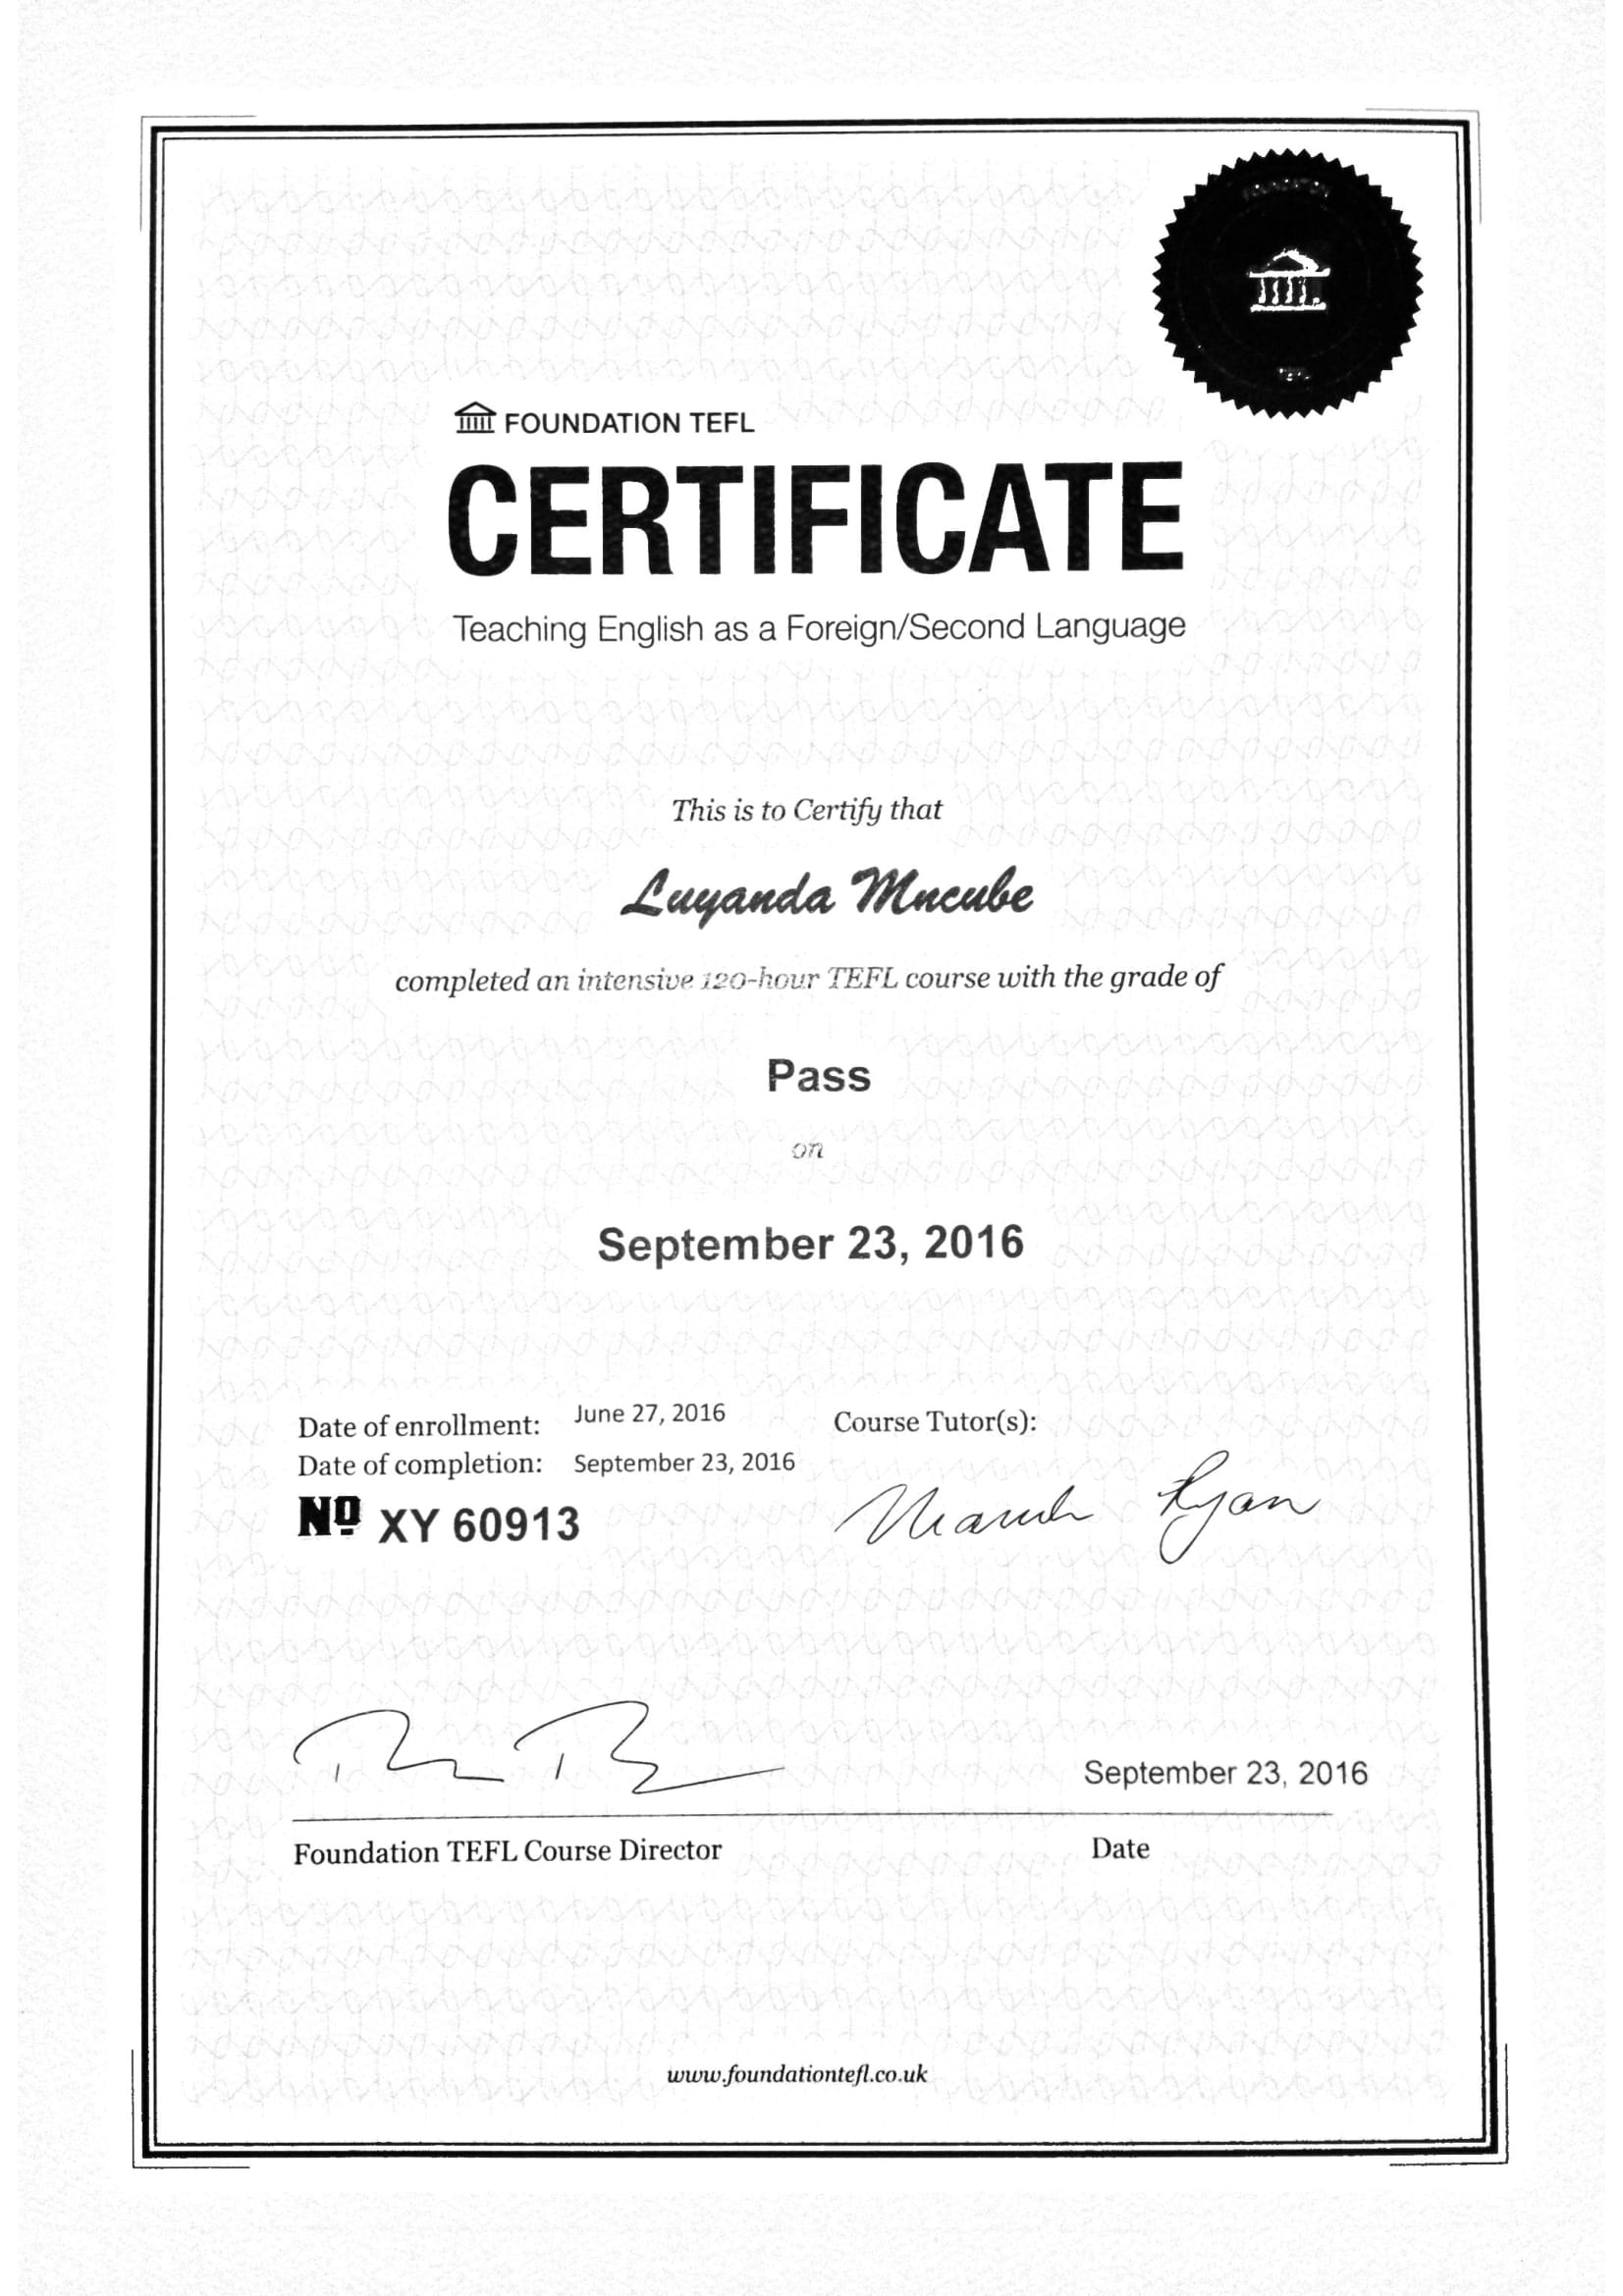 FOUNDATION
TEFL
FOUNDATION TEFL
CERTIFICATE
Teaching English as a Foreign/Second Language
This is to Certify that
Luyanda Mncube
completed an intensive 120-hour TEFL course with the grade of
Pass
on
September 23, 2016
Date of enrollment: June 27, 2016
Date of completion: September 23, 2016
Nº XY 60913
Course Tutor(s):
Ryan
September 23, 2016
Foundation TEFL Course Director Date
www.foundationtefl.co.uk